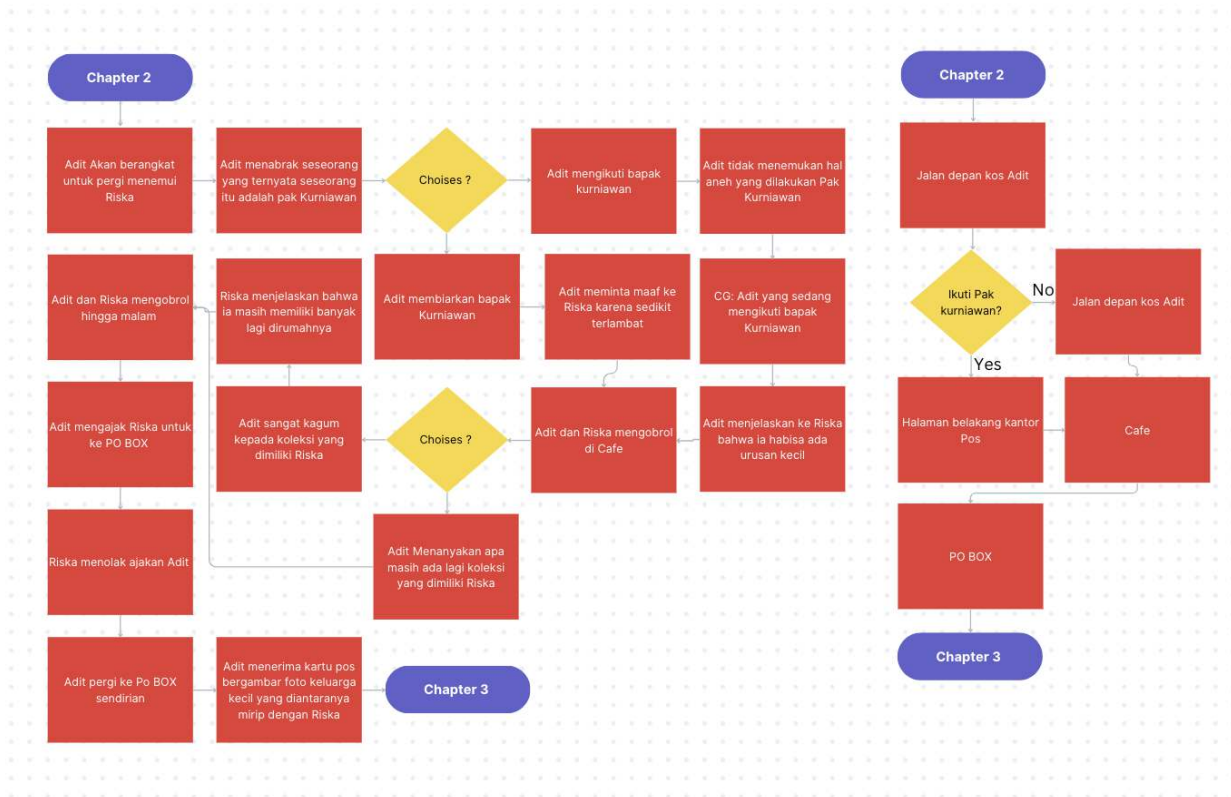 Chapter 2
Adit Akan berangkat
untuk pergi menemui
Riska
Adit menabrak seseorang
yang ternyata seseorang
itu adalah pak Kurniawan
Choises ?
Adit mengikuti bapak
kurniawan
Adit tidak menemukan hal
aneh yang dilakukan Pak
Kurniawan
Adit dan Riska mengobrol
hingga malam
Riska menjelaskan bahwa
ia masih memiliki banyak
lagi dirumahnya
Adit membiarkan bapak
Kurniawan
Adit meminta maaf ke
Riska karena sedikit
terlambat
CG: Adit yang sedang
mengikuti bapak
Kurniawan
Adit mengajak Riska untuk
ke PO BOX
Adit sangat kagum
kepada koleksi yang
dimiliki Riska
Choises ?
Adit dan Riska mengobrol
di Cafe
Adit menjelaskan ke Riska
bahwa ia habisa ada
urusan kecil
Riska menolak ajakan Adit
Adit Menanyakan apa
masih ada lagi koleksi
yang dimiliki Riska
Adit pergi ke Po BOX
sendirian
Adit menerima kartu pos
bergambar foto keluarga
kecil yang diantaranya
mirip dengan Riska
Chapter 3
Chapter 2
Jalan depan kos Adit
Ikuti Pak
kurniawan?
No
Jalan depan kos Adit
Yes
Halaman belakang kantor
Pos
Cafe
PO BOX
Chapter 3